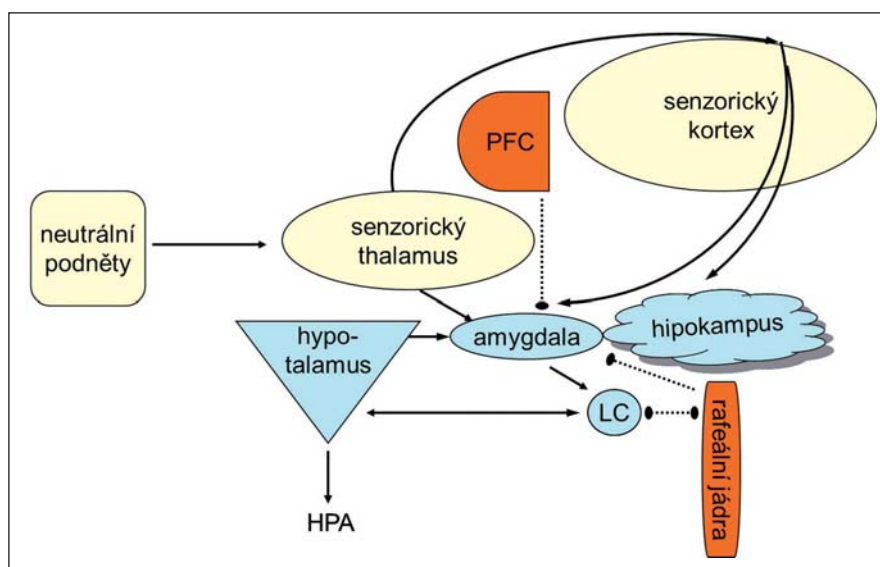 senzorický
kortex
PFC
neutrální
podněty
senzorický
thalamus
hypo-
talamus
amygdala
hipokampus
LC
rafeální jádra
HPA